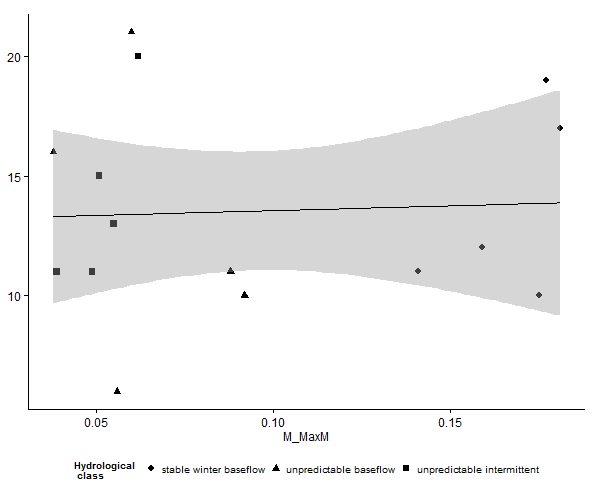 20
15
10
0.05 0.10 0.15
M_MaxM
Hydrological
class
stable winter baseflow unpredictable baseflow unpredictable intermittent